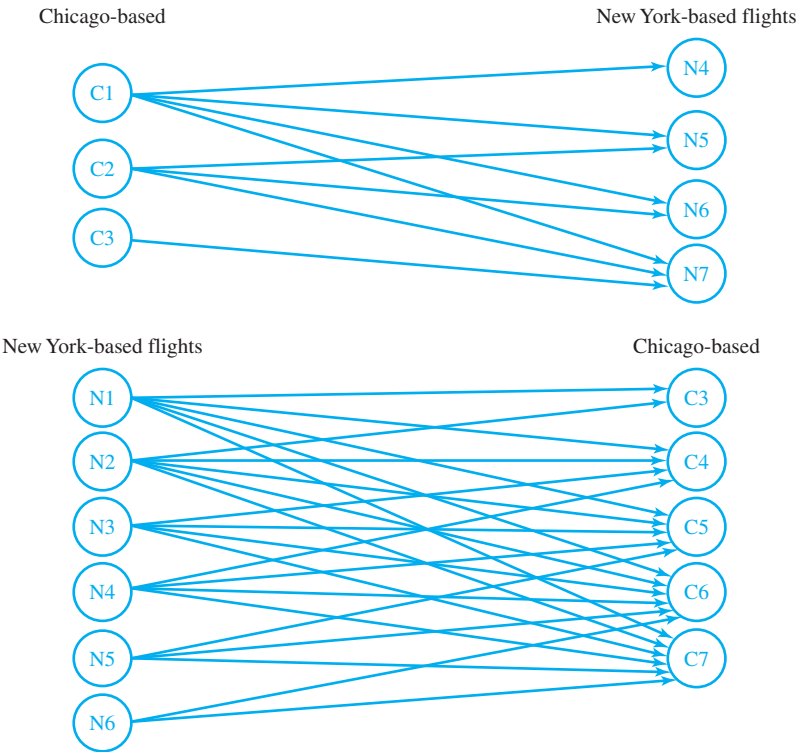 Chicago-based
New York-based flights
C1
N4
C2
N5
C3
N6
N7
New York-based flights
Chicago-based
N1
C3
N2
C4
N3
C5
N4
C6
N5
C7
N6